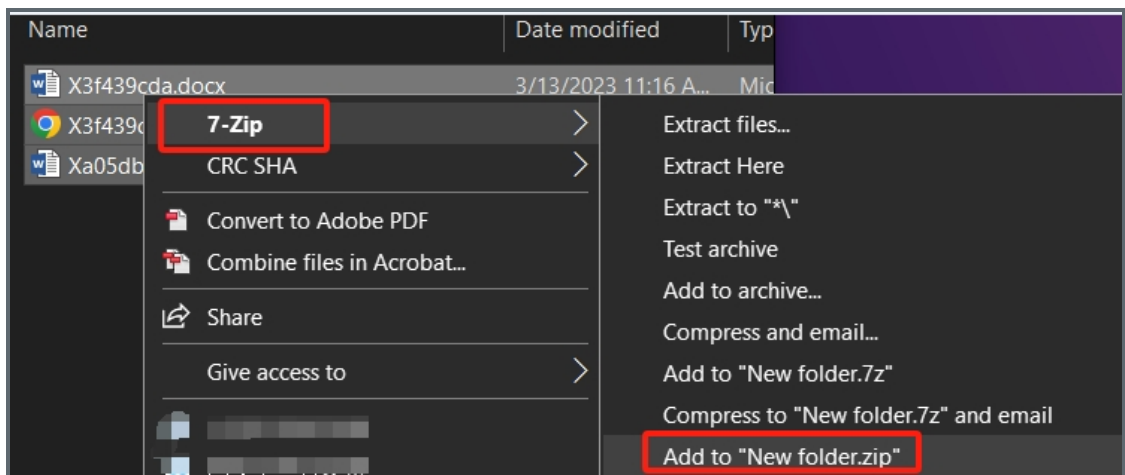 Name Date modified Typ
X3f439cda.docx 3/13/2023 11:16 A... Mic
X3f439c
Xa05db
7-Zip
CRC SHA
Convert to Adobe PDF
Combine files in Acrobat...
Share
Give access to
Extract files...
Extract Here
Extract to "*\"
Test archive
Add to archive...
Compress and email...
Add to "New folder.7z"
Compress to "New folder.7z" and email
Add to "New folder.zip"